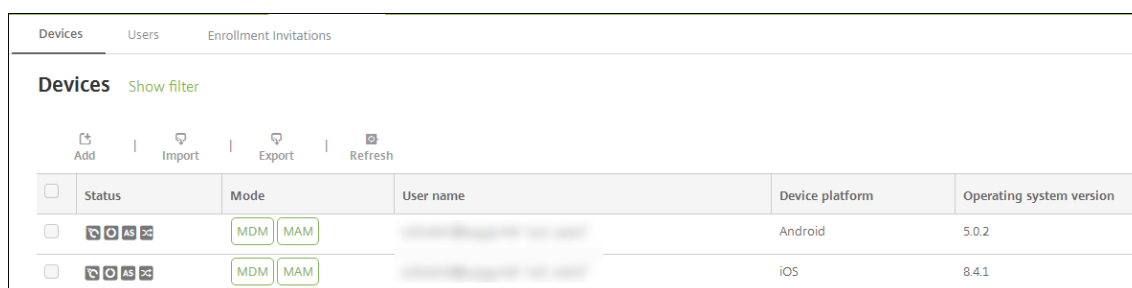 Devices Users Enrollment Invitations
Devices Show filter
Add | Import | Export | Refresh
Status Mode User name Device platform Operating system version
AS MDM MAM Android 5.0.2
AS MDM MAM iOS 8.4.1